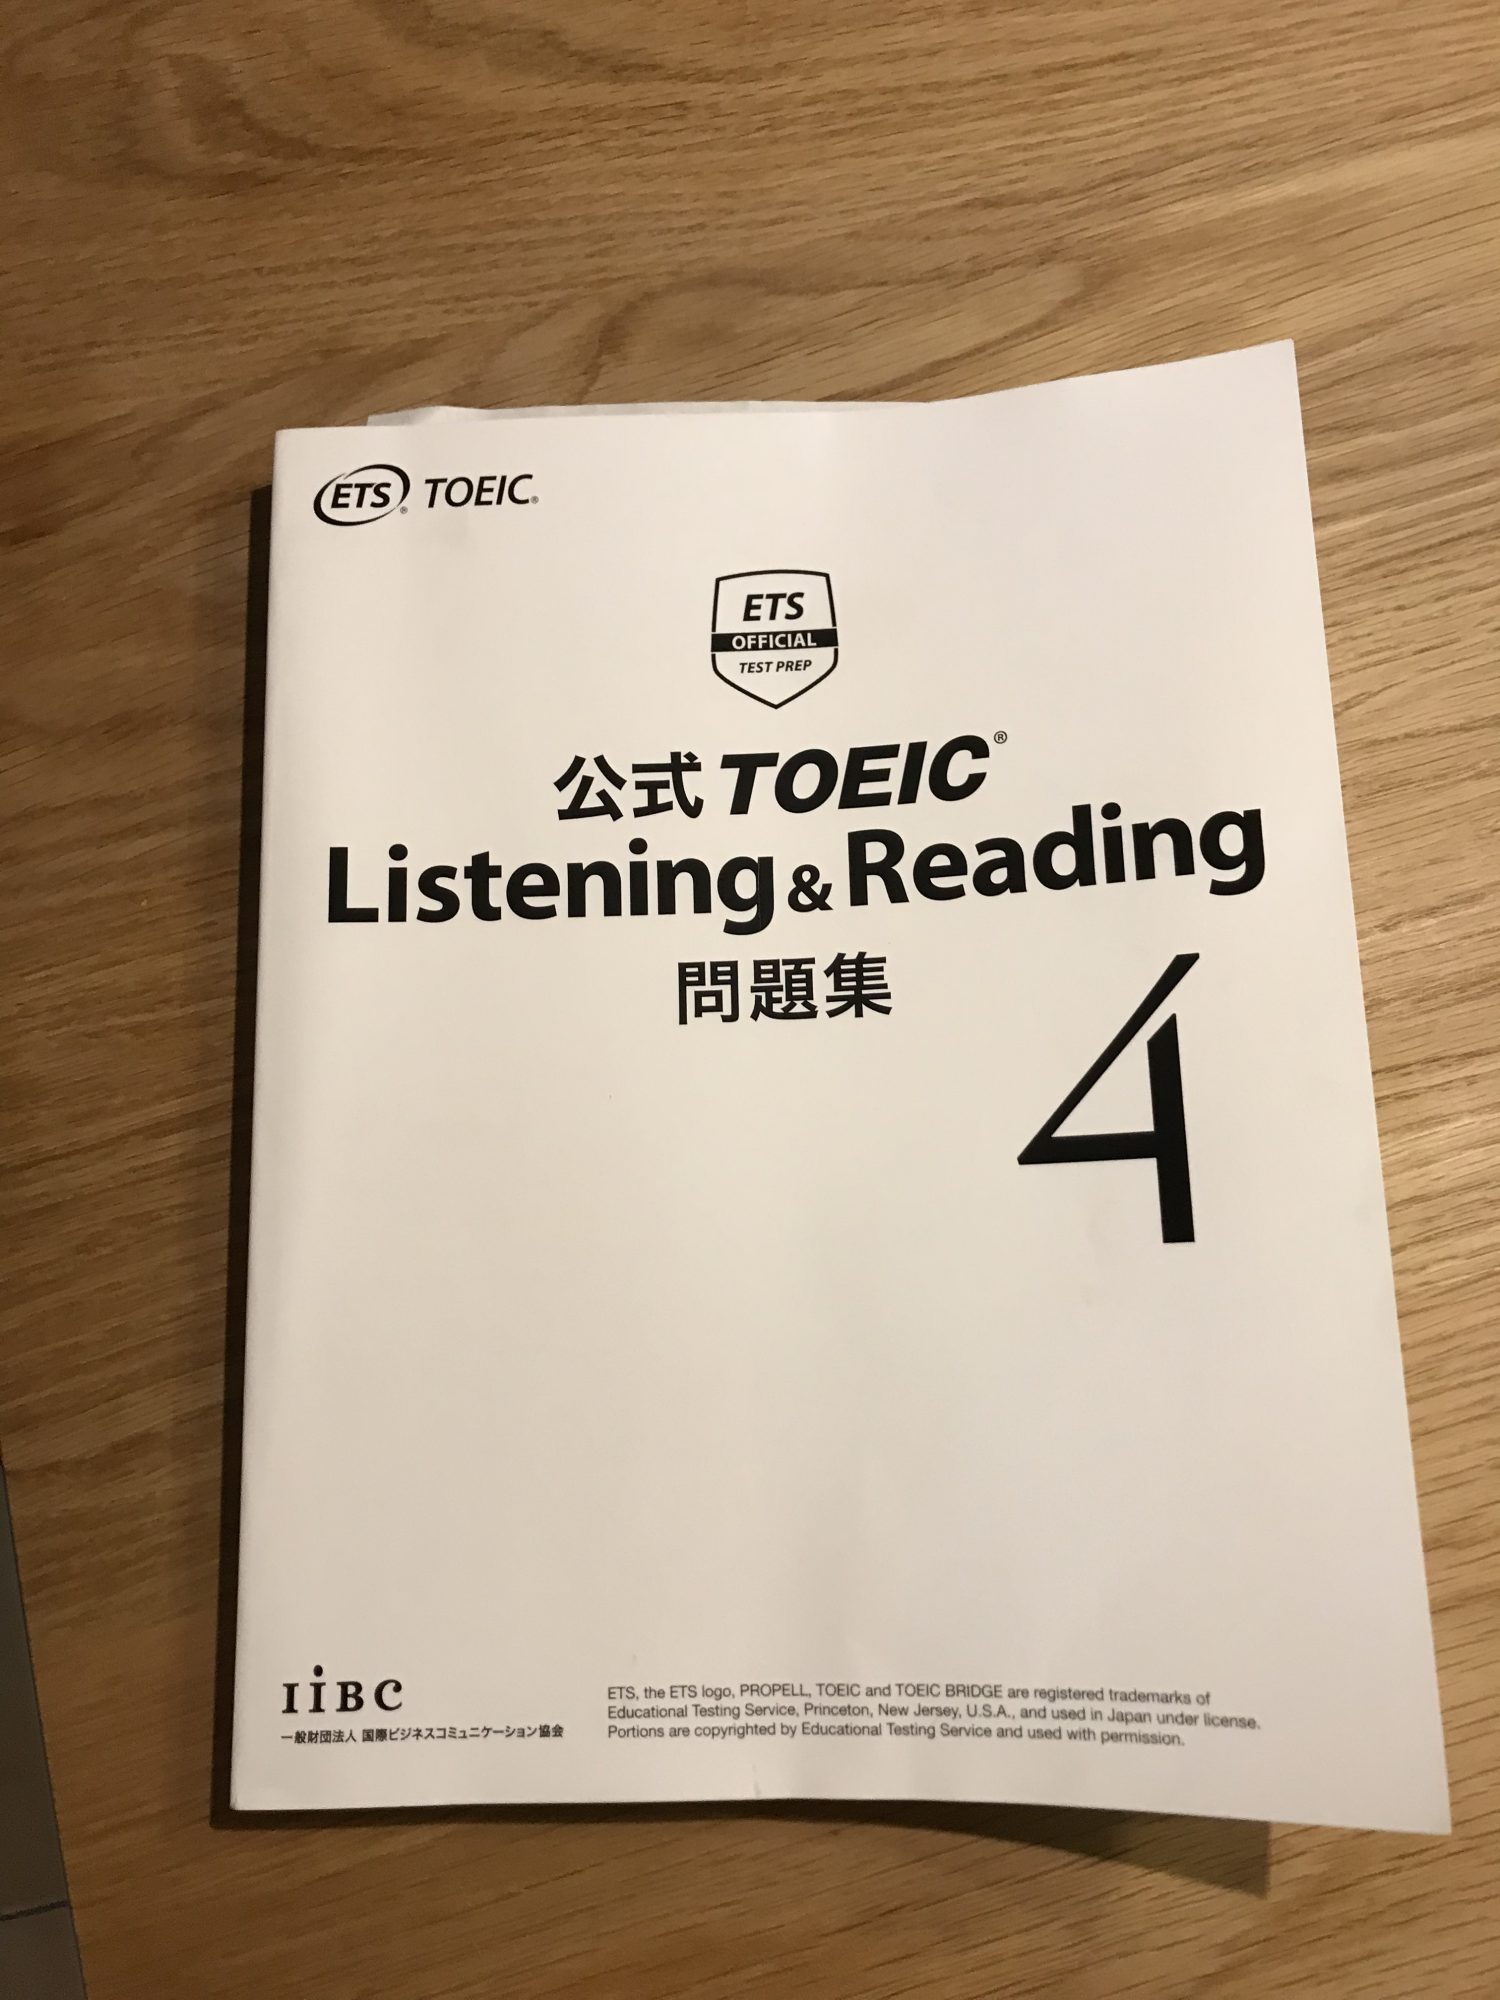 ETS® TOEIC®
ETS
OFFICIAL
TEST PREP
公式 TOEIC®
Listening & Reading
問題集
4
IIBC
一般財団法人 国際ビジネスコミュニケーション協会
ETS, the ETS logo, PROPELL, TOEIC and TOEIC BRIDGE are registered trademarks of
Educational Testing Service, Princeton, New Jersey, U.S.A., and used in Japan under license.
Portions are copyrighted by Educational Testing Service and used with permission.